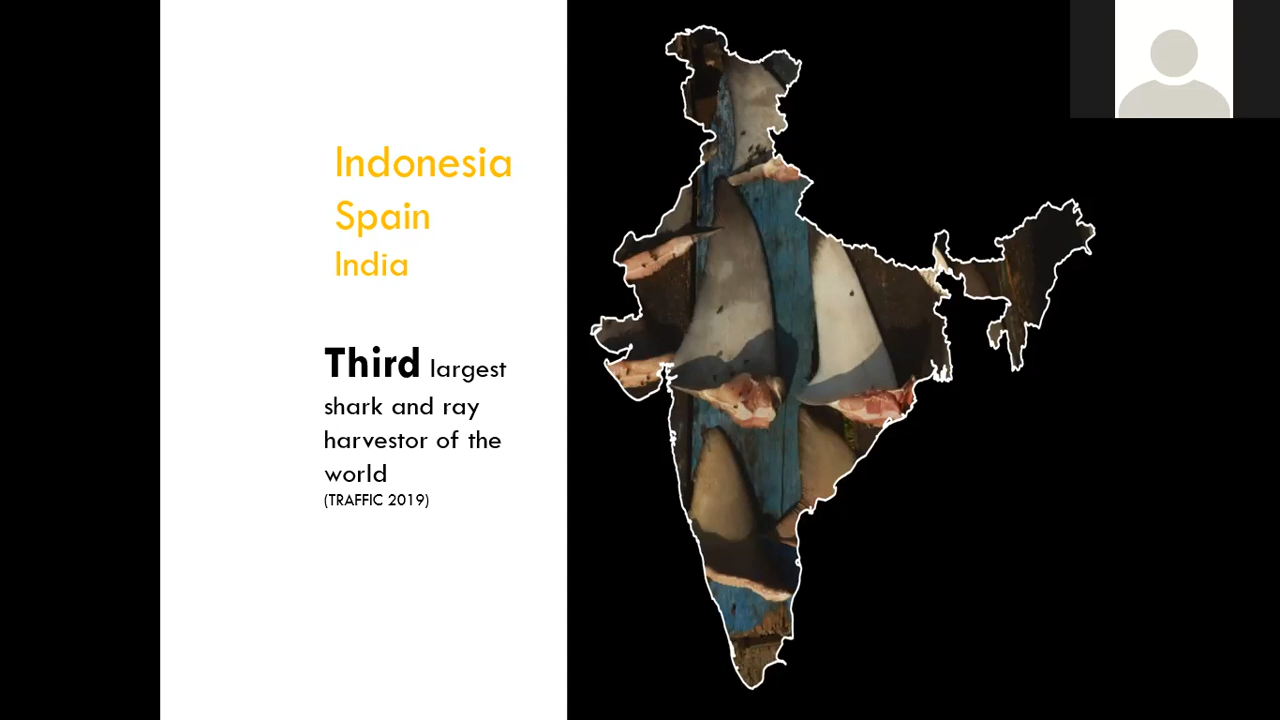 Indonesia
Spain
India
Third largest
shark and ray
harvestor of the
world
(TRAFFIC 2019)